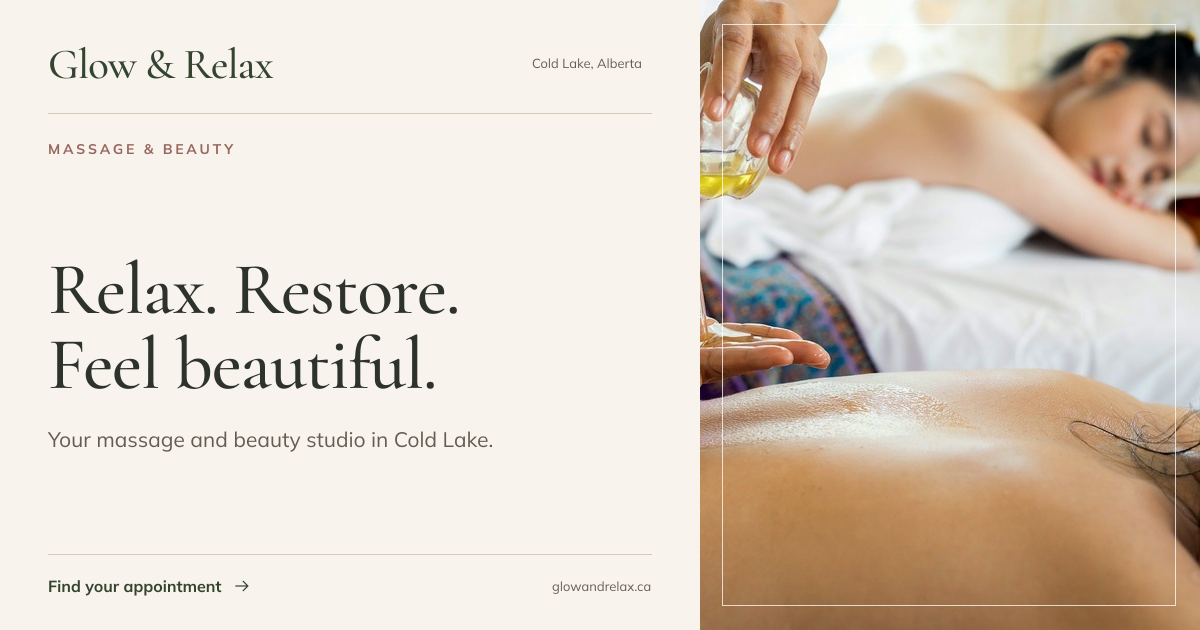 Glow & Relax
Cold Lake, Alberta
MASSAGE & BEAUTY
Relax. Restore.
Feel beautiful.
Your massage and beauty studio in Cold Lake.
Find your appointment →
glowandrelax.ca